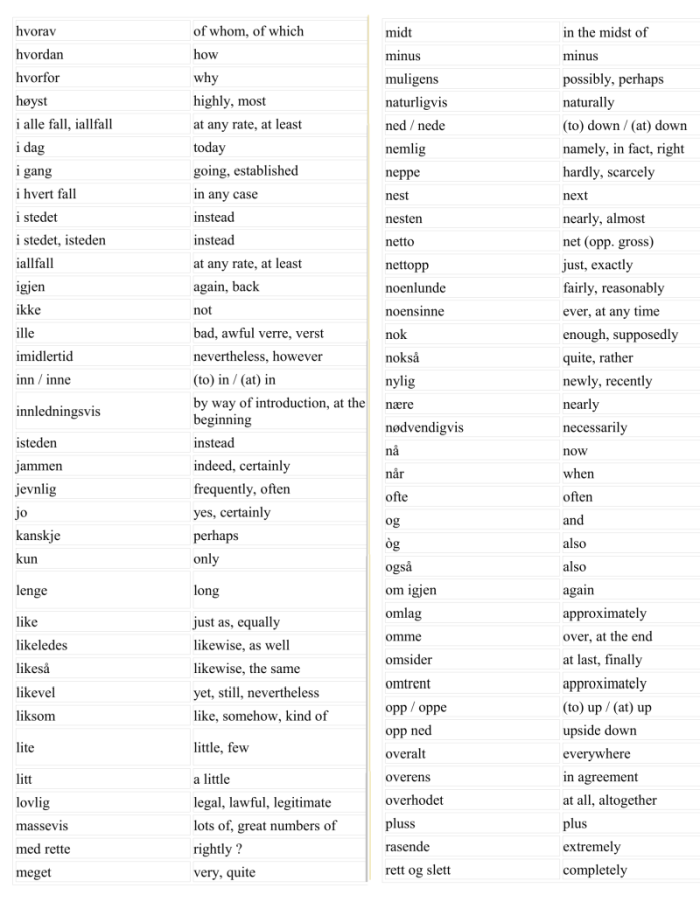 hvorav of whom, of which
hvordan how
hvorfor why
høyst highly, most
i alle fall, iallfall at any rate, at least
i dag today
i gang going, established
i hvert fall in any case
i stedet instead
i stedet, isteden instead
iallfall at any rate, at least
igjen again, back
ikke not
ille bad, awful verre, verst
imidlertid nevertheless, however
inn / inne (to) in / (at) in
innledningsvis by way of introduction, at the
beginning
isteden instead
jammen indeed, certainly
jevnlig frequently, often
jo yes, certainly
kanskje perhaps
kun only
lenge long
like just as, equally
likeledes likewise, as well
likeså likewise, the same
likevel yet, still, nevertheless
liksom like, somehow, kind of
lite little, few
litt a little
lovlig legal, lawful, legitimate
massevis lots of, great numbers of
med rette rightly ?
meget very, quite
midt in the midst of
minus minus
muligens possibly, perhaps
naturligvis naturally
ned / nede (to) down / (at) down
nemlig namely, in fact, right
neppe hardly, scarcely
nest next
nesten nearly, almost
netto net (opp. gross)
nettopp just, exactly
noenlunde fairly, reasonably
noensinne ever, at any time
nok enough, supposedly
nokså quite, rather
nylig newly, recently
nære nearly
nødvendigvis necessarily
nå now
når when
ofte often
og and
òg also
også also
om igjen again
omlag approximately
omme over, at the end
omsider at last, finally
omtrent approximately
opp / oppe (to) up / (at) up
opp ned upside down
overalt everywhere
overens in agreement
overhodet at all, altogether
pluss plus
rasende extremely
rett og slett completely